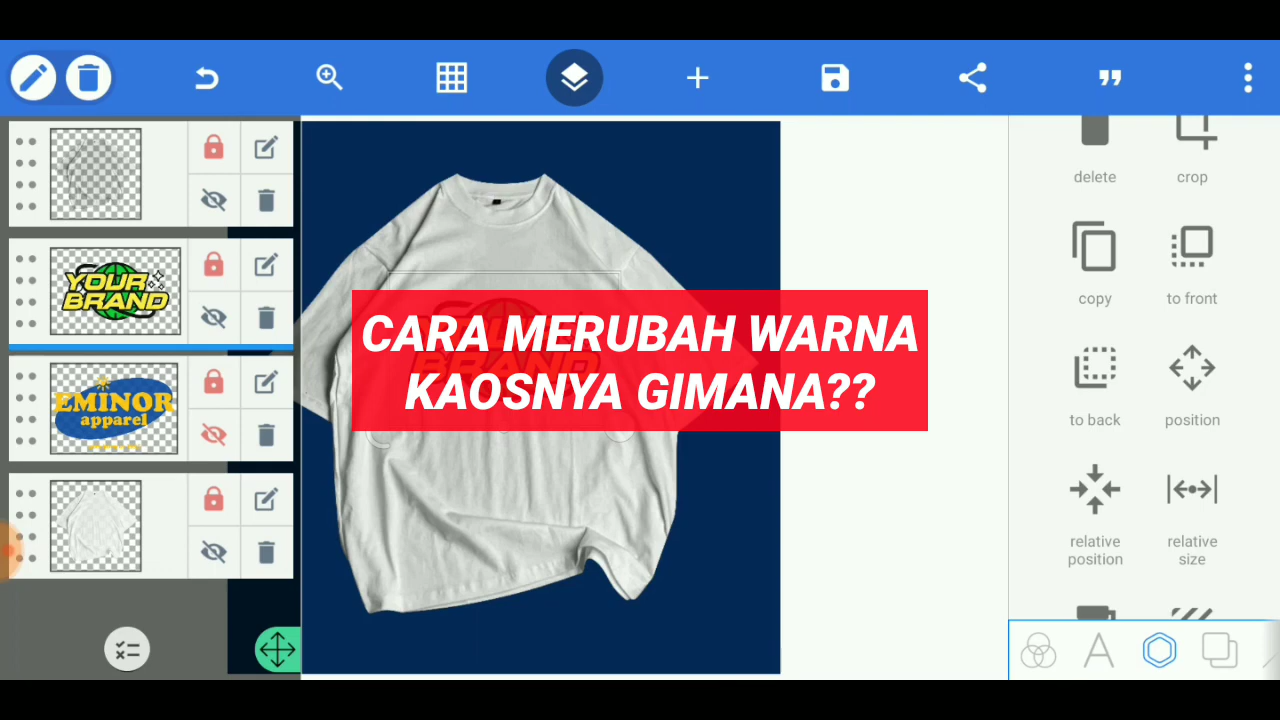 delete
crop
YOUR
BRAND
copy
to front
CARA MERUBAH WARNA
KAOSNYA GIMANA??
BRAND
EMINOR
apparel
to back
position
relative
position
relative
size